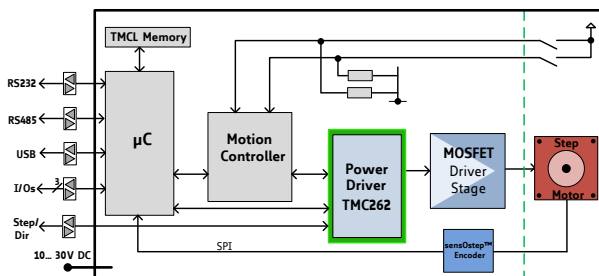 TMCL Memory
RS232
RS485
USB
3
I/Os
Step/
Dir
10... 30V DC
µC
Motion
Controller
Power
Driver
TMC262
MOSFET
Driver
Stage
Step
Motor
SPI
sensOstep™
Encoder